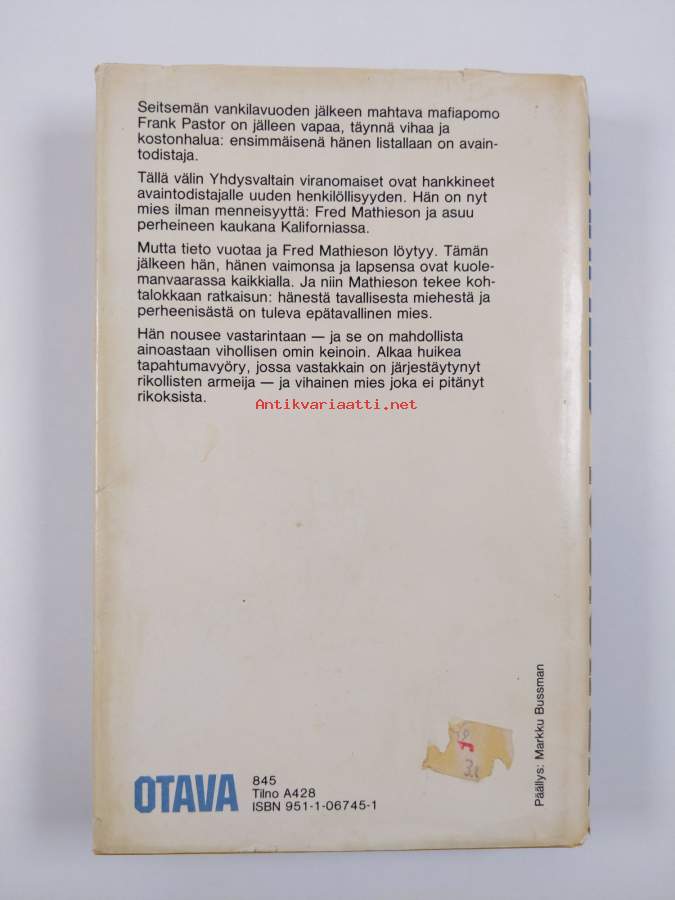 Seitsemän vankilavuoden jälkeen mahtava mafiapomo
Frank Pastor on jälleen vapaa, täynnä vihaa ja
kostonhalua: ensimmäisenä hänen listallaan on avain-
todistaja.
Tällä välin Yhdysvaltain viranomaiset ovat hankkineet
avaintodistajalle uuden henkilöllisyyden. Hän on nyt
mies ilman menneisyyttä: Fred Mathieson ja asuu
perheineen kaukana Kaliforniassa.
Mutta tieto vuotaa ja Fred Mathieson löytyy. Tämän
jälkeen hän, hänen vaimonsa ja lapsensa ovat kuole-
manvaarassa kaikkialla. Ja niin Mathieson tekee koh-
talokkaan ratkaisun: hänestä tavallisesta miehestä ja
perheenisästä on tuleva epätavallinen mies.
Hän nousee vastarintaan — ja se on mahdollista
ainoastaan vihollisen omin keinoin. Alkaa huikea
tapahtumavyöry, jossa vastakkain on järjestäytynyt
rikollisten armeija — ja vihainen mies joka ei pitänyt
rikoksista.
Antikvariaatti.net
Päällys: Markku Bussman
OTAVA
845
Tilno A428
ISBN 951-1-06745-1